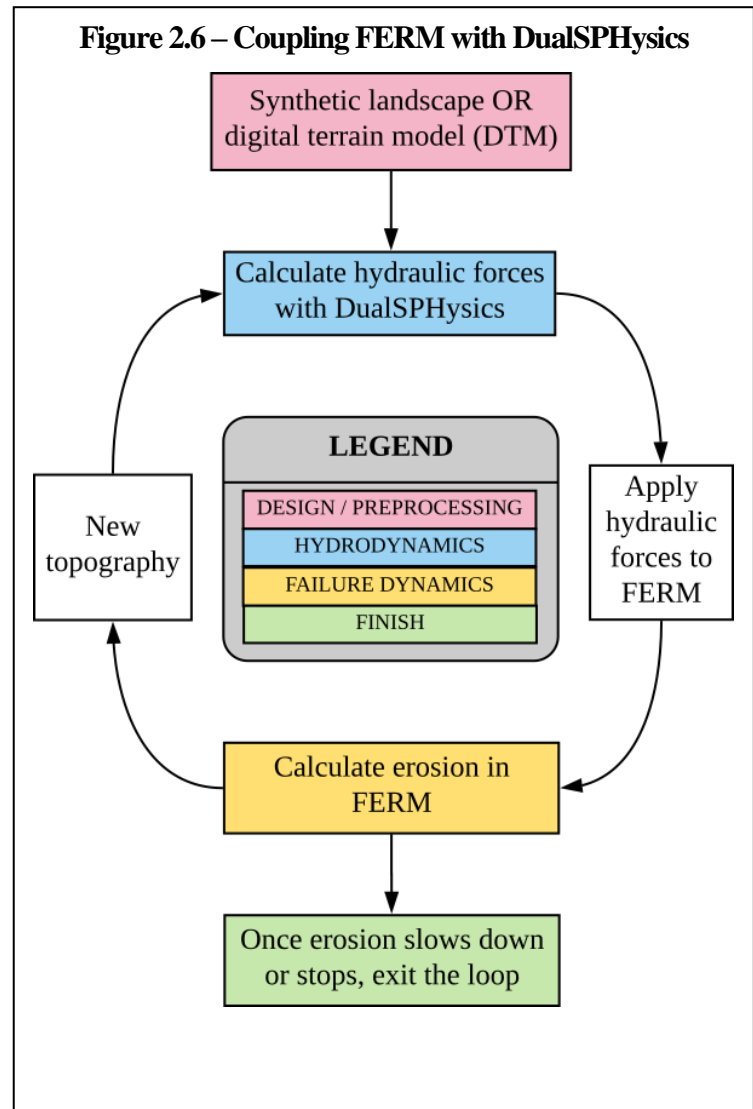 Figure 2.6 – Coupling FERM with DualSPHysics
Synthetic landscape OR
digital terrain model (DTM)
Calculate hydraulic forces
with DualSPHysics
LEGEND
DESIGN / PREPROCESSING
HYDRODYNAMICS
FAILURE DYNAMICS
FINISH
New
topography
Apply
hydraulic
forces to
FERM
Calculate erosion in
FERM
Once erosion slows down
or stops, exit the loop